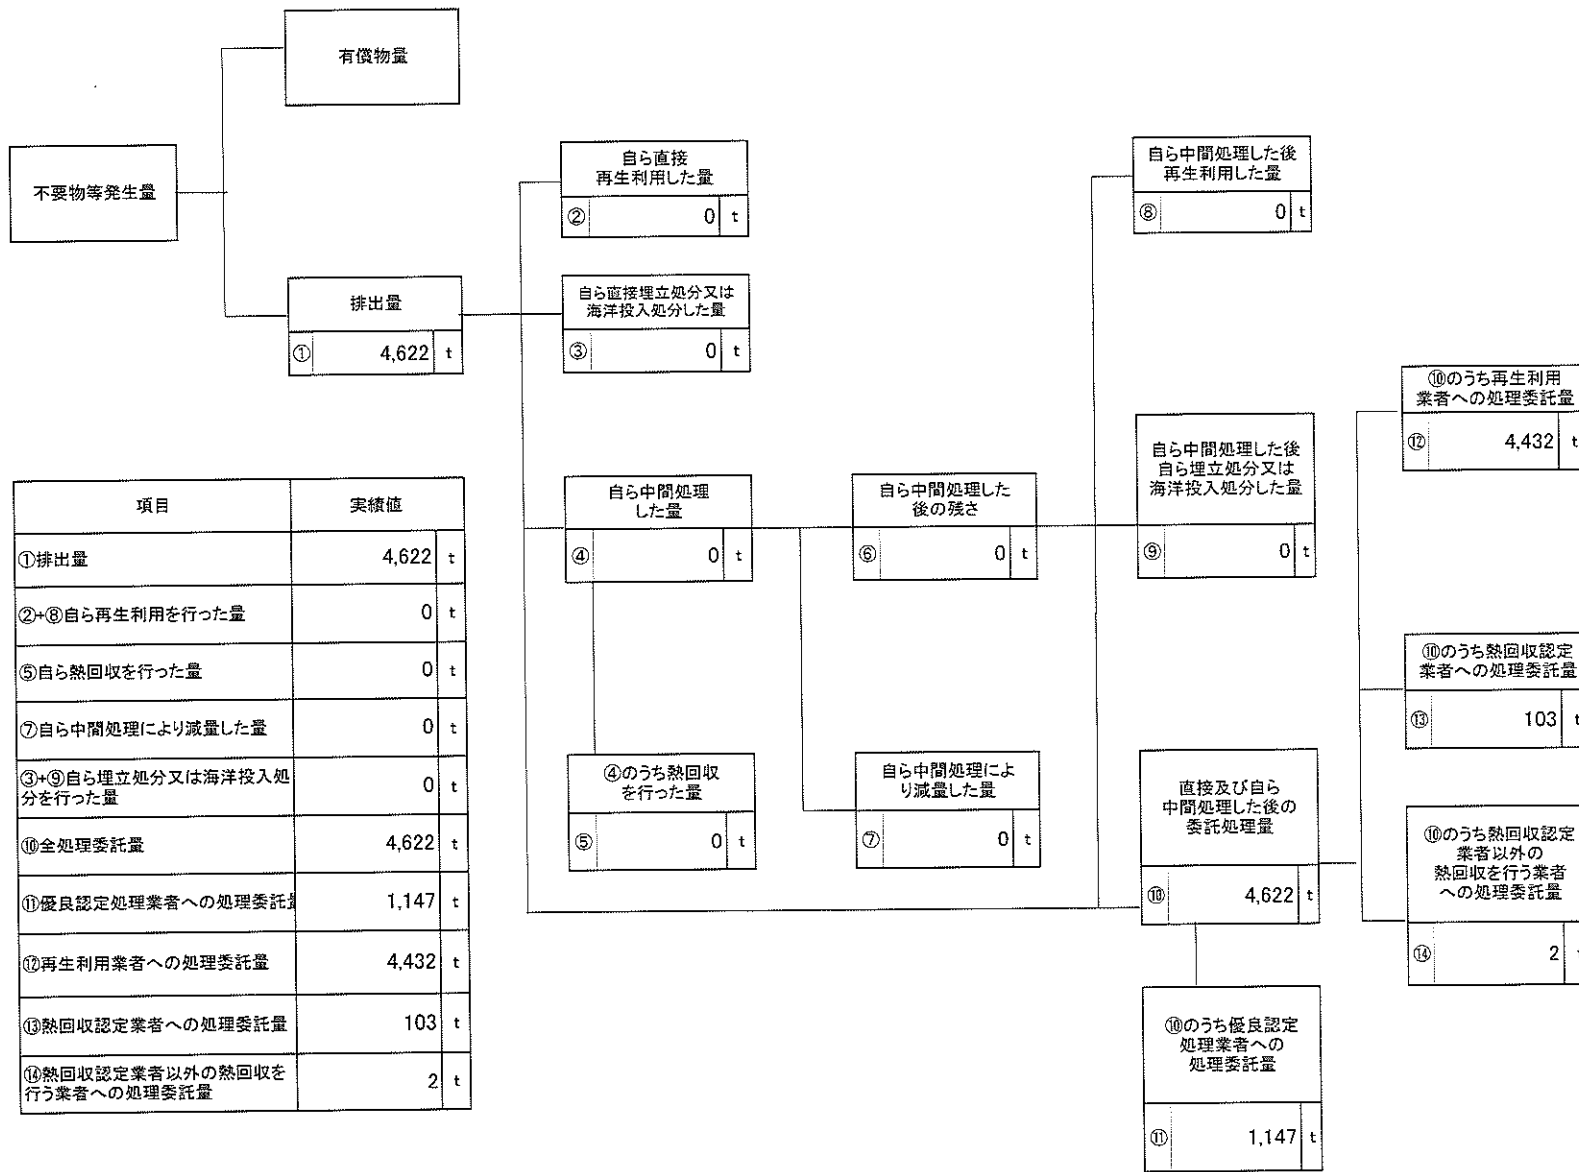 有償物量
不要物等発生量
排出量
① 4,622 t
自ら直接
再生利用した量
② 0 t
自ら直接埋立処分又は
海洋投入処分した量
③ 0 t
自ら中間処理
した量
④ 0 t
④のうち熱回収
を行った量
⑤ 0 t
自ら中間処理した
後の残さ
⑥ 0 t
自ら中間処理によ
り減量した量
⑦ 0 t
自ら中間処理した後
再生利用した量
⑧ 0 t
自ら中間処理した後
自ら埋立処分又は
海洋投入処分した量
⑨ 0 t
直接及び自ら
中間処理した後の
委託処理量
⑩ 4,622 t
⑩のうち優良認定
処理業者への
処理委託量
⑪ 1,147 t
⑩のうち再生利用
業者への処理委託量
⑫ 4,432 t
⑩のうち熱回収認定
業者への処理委託量
⑬ 103 t
⑩のうち熱回収認定
業者以外の
熱回収を行う業者
への処理委託量
⑭ 2
項目 実績値
①排出量 4,622 t
②+⑧自ら再生利用を行った量 0 t
⑤自ら熱回収を行った量 0 t
⑦自ら中間処理により減量した量 0 t
③+⑨自ら埋立処分又は海洋投入処
分を行った量 0 t
⑩全処理委託量 4,622 t
⑪優良認定処理業者への処理委託 1,147 t
⑫再生利用業者への処理委託量 4,432 t
⑬熱回収認定業者への処理委託量 103 t
⑭熱回収認定業者以外の熱回収を
行う業者への処理委託量 2 t